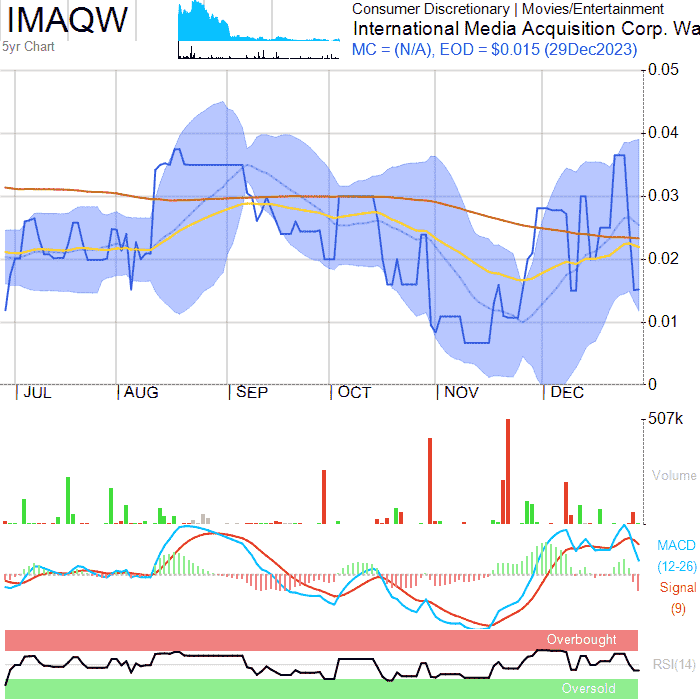 IMAQW
5yr Chart
Consumer Discretionary | Movies/Entertainment
International Media Acquisition Corp. Wa
MC = (N/A), EOD = $0.015 (29Dec2023)
0.05
0.04
0.03
0.02
0.01
0
JUL AUG SEP OCT NOV DEC
507k
Volume
MACD
(12-26)
Signal
(9)
Overbought
RSI(14)
Oversold